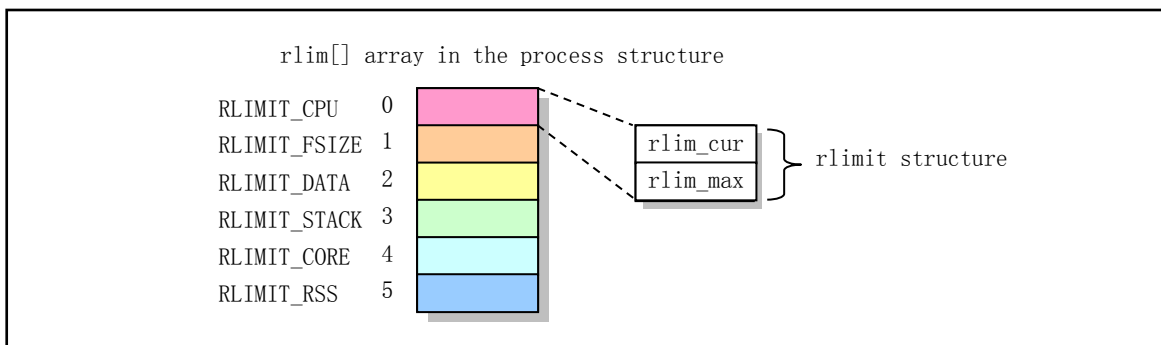 rlim[] array in the process structure
RLIMIT_CPU 0
RLIMIT_FSIZE 1
RLIMIT_DATA 2
RLIMIT_STACK 3
RLIMIT_CORE 4
RLIMIT_RSS 5
rlim_cur
rlim_max
rlimit structure